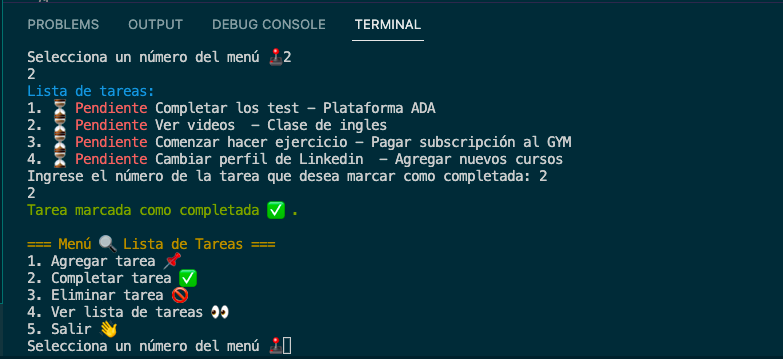 PROBLEMS OUTPUT DEBUG CONSOLE TERMINAL
Selecciona un número del menú 🕹️2
2
Lista de tareas:
1. ⏳ Pendiente Completar los test – Plataforma ADA
2. ⏳ Pendiente Ver videos  – Clase de ingles
3. ⏳ Pendiente Comenzar hacer ejercicio – Pagar subscripción al GYM
4. ⏳ Pendiente Cambiar perfil de Linkedin  – Agregar nuevos cursos
Ingrese el número de la tarea que desea marcar como completada: 2
2
Tarea marcada como completada ✅ .
=== Menú 🔍 Lista de Tareas ===
1. Agregar tarea 📌
2. Completar tarea ✅
3. Eliminar tarea 🚫
4. Ver lista de tareas 👀
5. Salir 👋
Selecciona un número del menú 🕹️